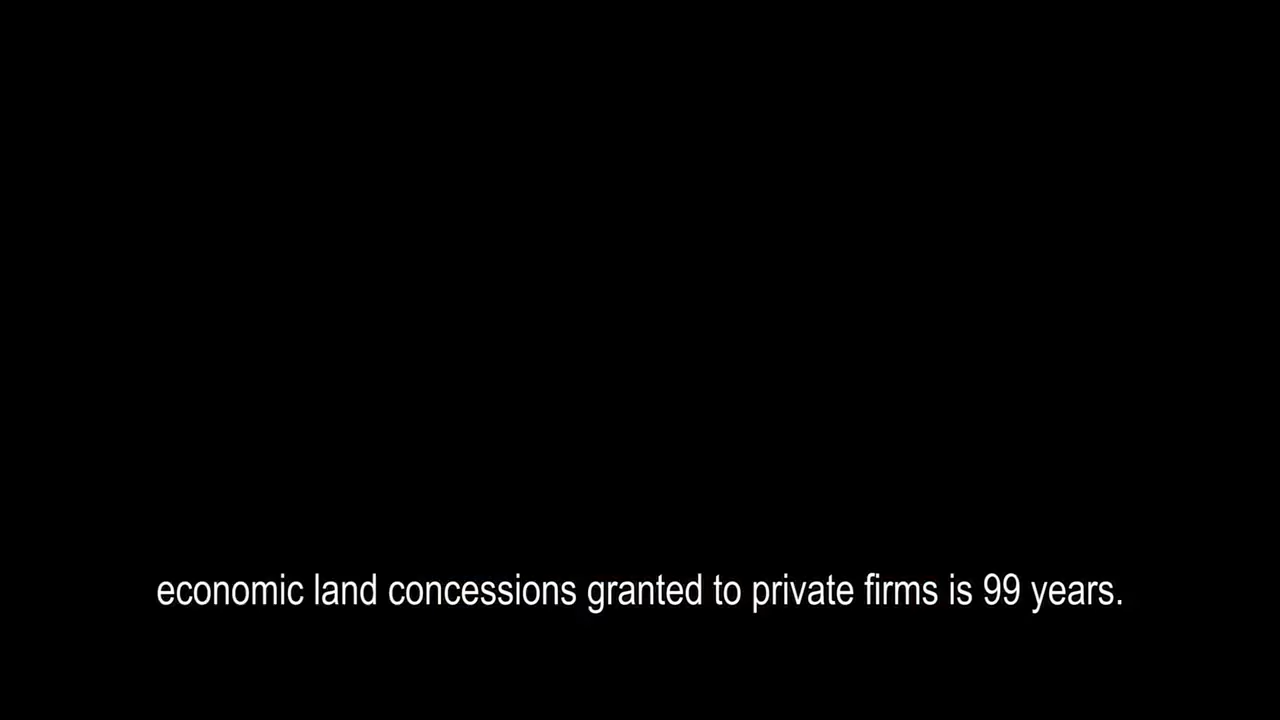 economic land concessions granted to private firms is 99 years.